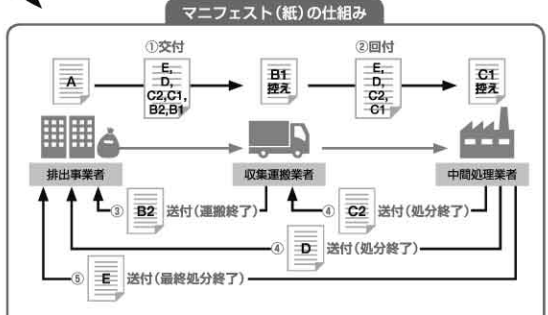 マニフェスト(紙)の仕組み
①交付
②回付
A
E,
D,
C2,C1,
B2,B1
B1
控え
E,
D,
C2,
C1
C1
控え
排出事業者
収集運搬業者
中間処理業者
③ B2 送付(運搬終了)
④ C2 送付(処分終了)
④ D 送付(処分終了)
⑤ E 送付(最終処分終了)